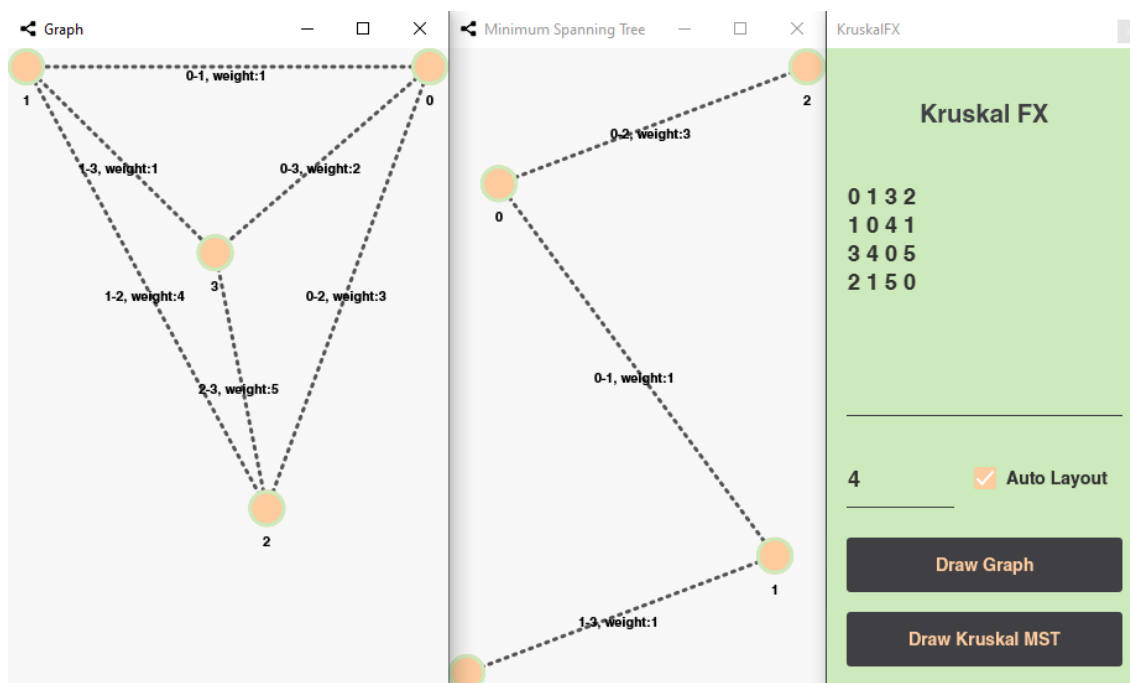 Graph
0-1, weight:1
1
0
1-3, weight:1
0-3, weight:2
3
1-2, weight:4
0-2, weight:3
2-3, weight:5
2
Minimum Spanning Tree
2
0-2, weight:3
0
0-1, weight:1
1
1-3, weight:1
KruskalFX
Kruskal FX
0 1 3 2
1 0 4 1
3 4 0 5
2 1 5 0
4
Auto Layout
Draw Graph
Draw Kruskal MST